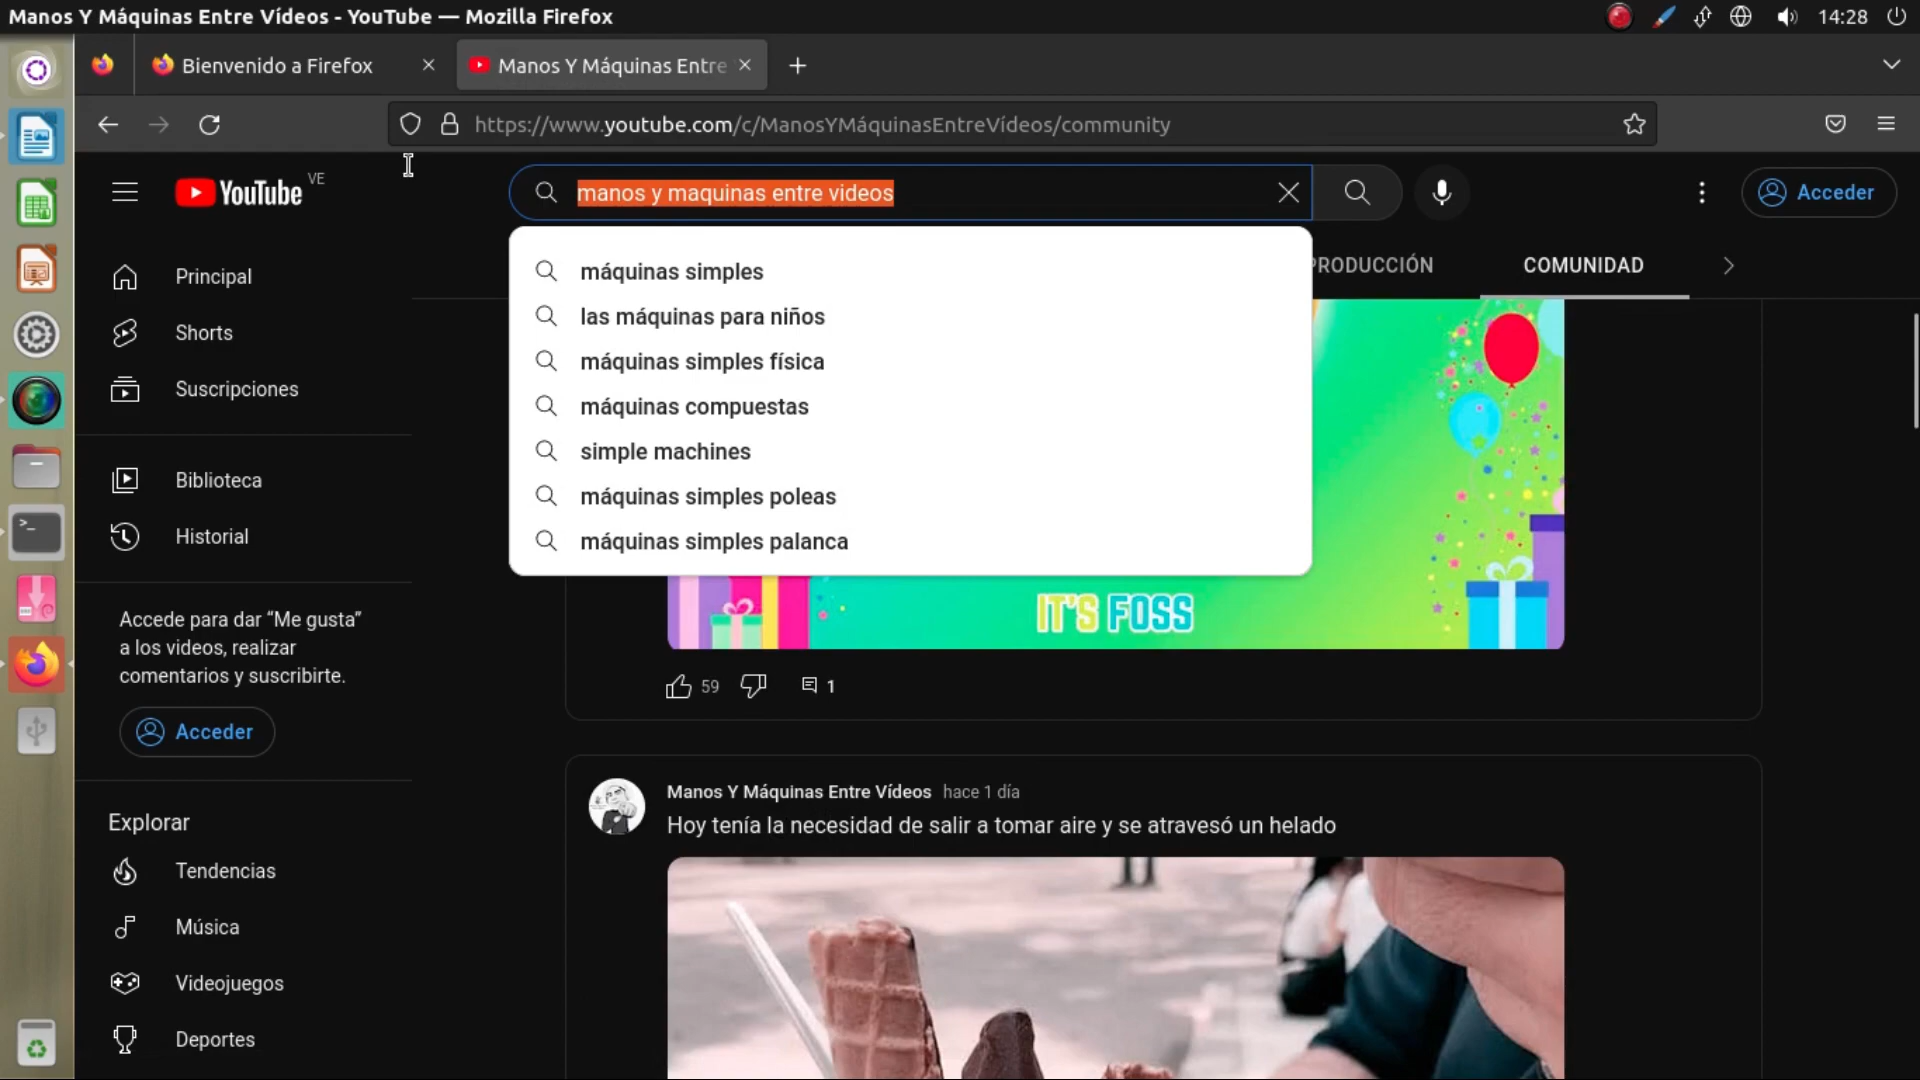 Manos Y Máquinas Entre Vídeos - YouTube — Mozilla Firefox
14:28
Bienvenido a Firefox
Manos Y Máquinas Entre
https://www.youtube.com/c/ManosYMáquinasEntreVídeos/community
YouTube VE
manos y maquinas entre videos
Acceder
máquinas simples
las máquinas para niños
máquinas simples física
máquinas compuestas
simple machines
máquinas simples poleas
máquinas simples palanca
PRODUCCIÓN
COMUNIDAD
Principal
Shorts
Suscripciones
Biblioteca
Historial
Accede para dar “Me gusta”
a los videos, realizar
comentarios y suscribirte.
Acceder
Explorar
Tendencias
Música
Videojuegos
Deportes
IT'S FOSS
59
1
Manos Y Máquinas Entre Vídeos hace 1 día
Hoy tenía la necesidad de salir a tomar aire y se atravesó un helado